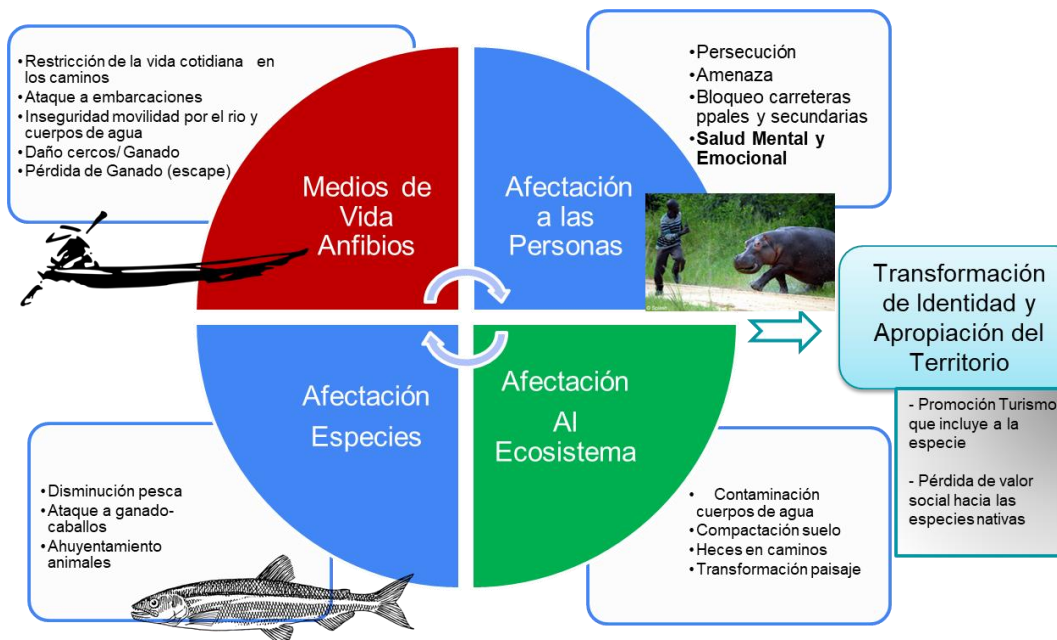 •Restricción de la vida cotidiana en
los caminos
•Ataque a embarcaciones
•Inseguridad movilidad por el rio y
cuerpos de agua
•Daño cercos/ Ganado
•Pérdida de Ganado (escape)
Medios de
Vida
Anfibios
Afectación
a las
Personas
•Persecución
•Amenaza
•Bloqueo carreteras
ppales y secundarias
•Salud Mental y
Emocional
Transformación
de Identidad y
Apropiación del
Territorio
- Promoción Turismo
que incluye a la
especie
- Pérdida de valor
social hacia las
especies nativas
Afectación
Especies
Afectación
Al
Ecosistema
•Disminución pesca
•Ataque a ganado-
caballos
•Ahuyentamiento
animales
• Contaminación
cuerpos de agua
•Compactación suelo
•Heces en caminos
•Transformación paisaje